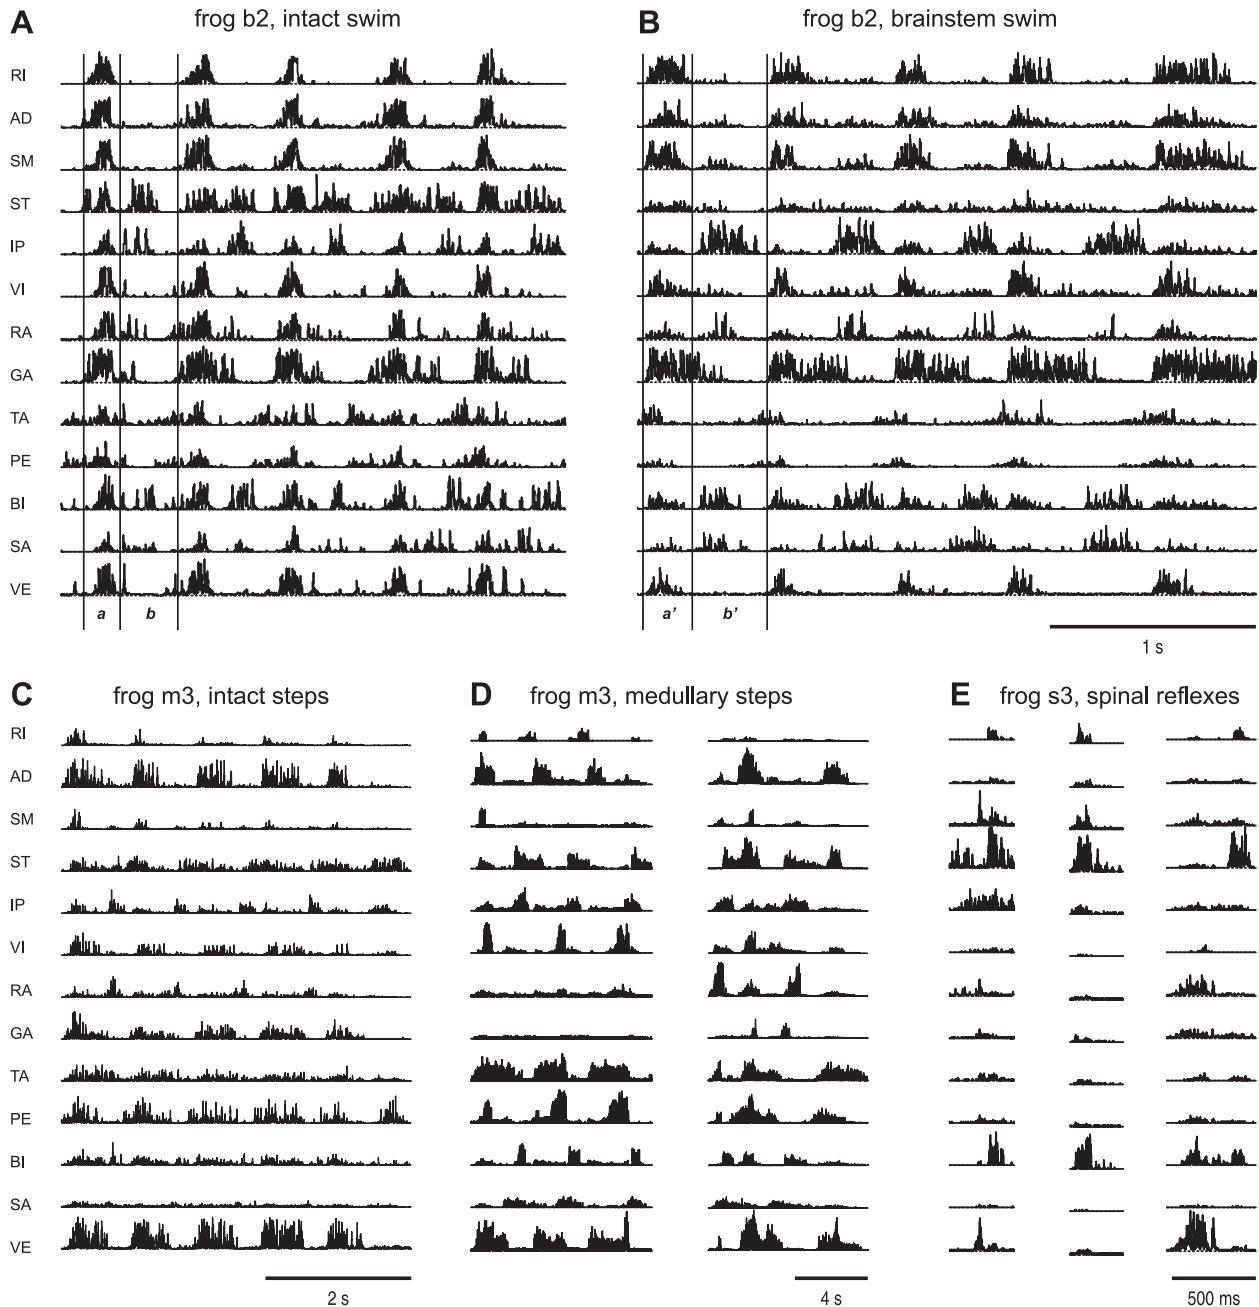 A frog b2, intact swim
RI
AD
SM
ST
IP
VI
RA
GA
TA
PE
BI
SA
VE
a b
B frog b2, brainstem swim
a’ b’
1 s
C frog m3, intact steps
RI
AD
SM
ST
IP
VI
RA
GA
TA
PE
BI
SA
VE
2 s
D frog m3, medullary steps
4 s
E frog s3, spinal reflexes
500 ms